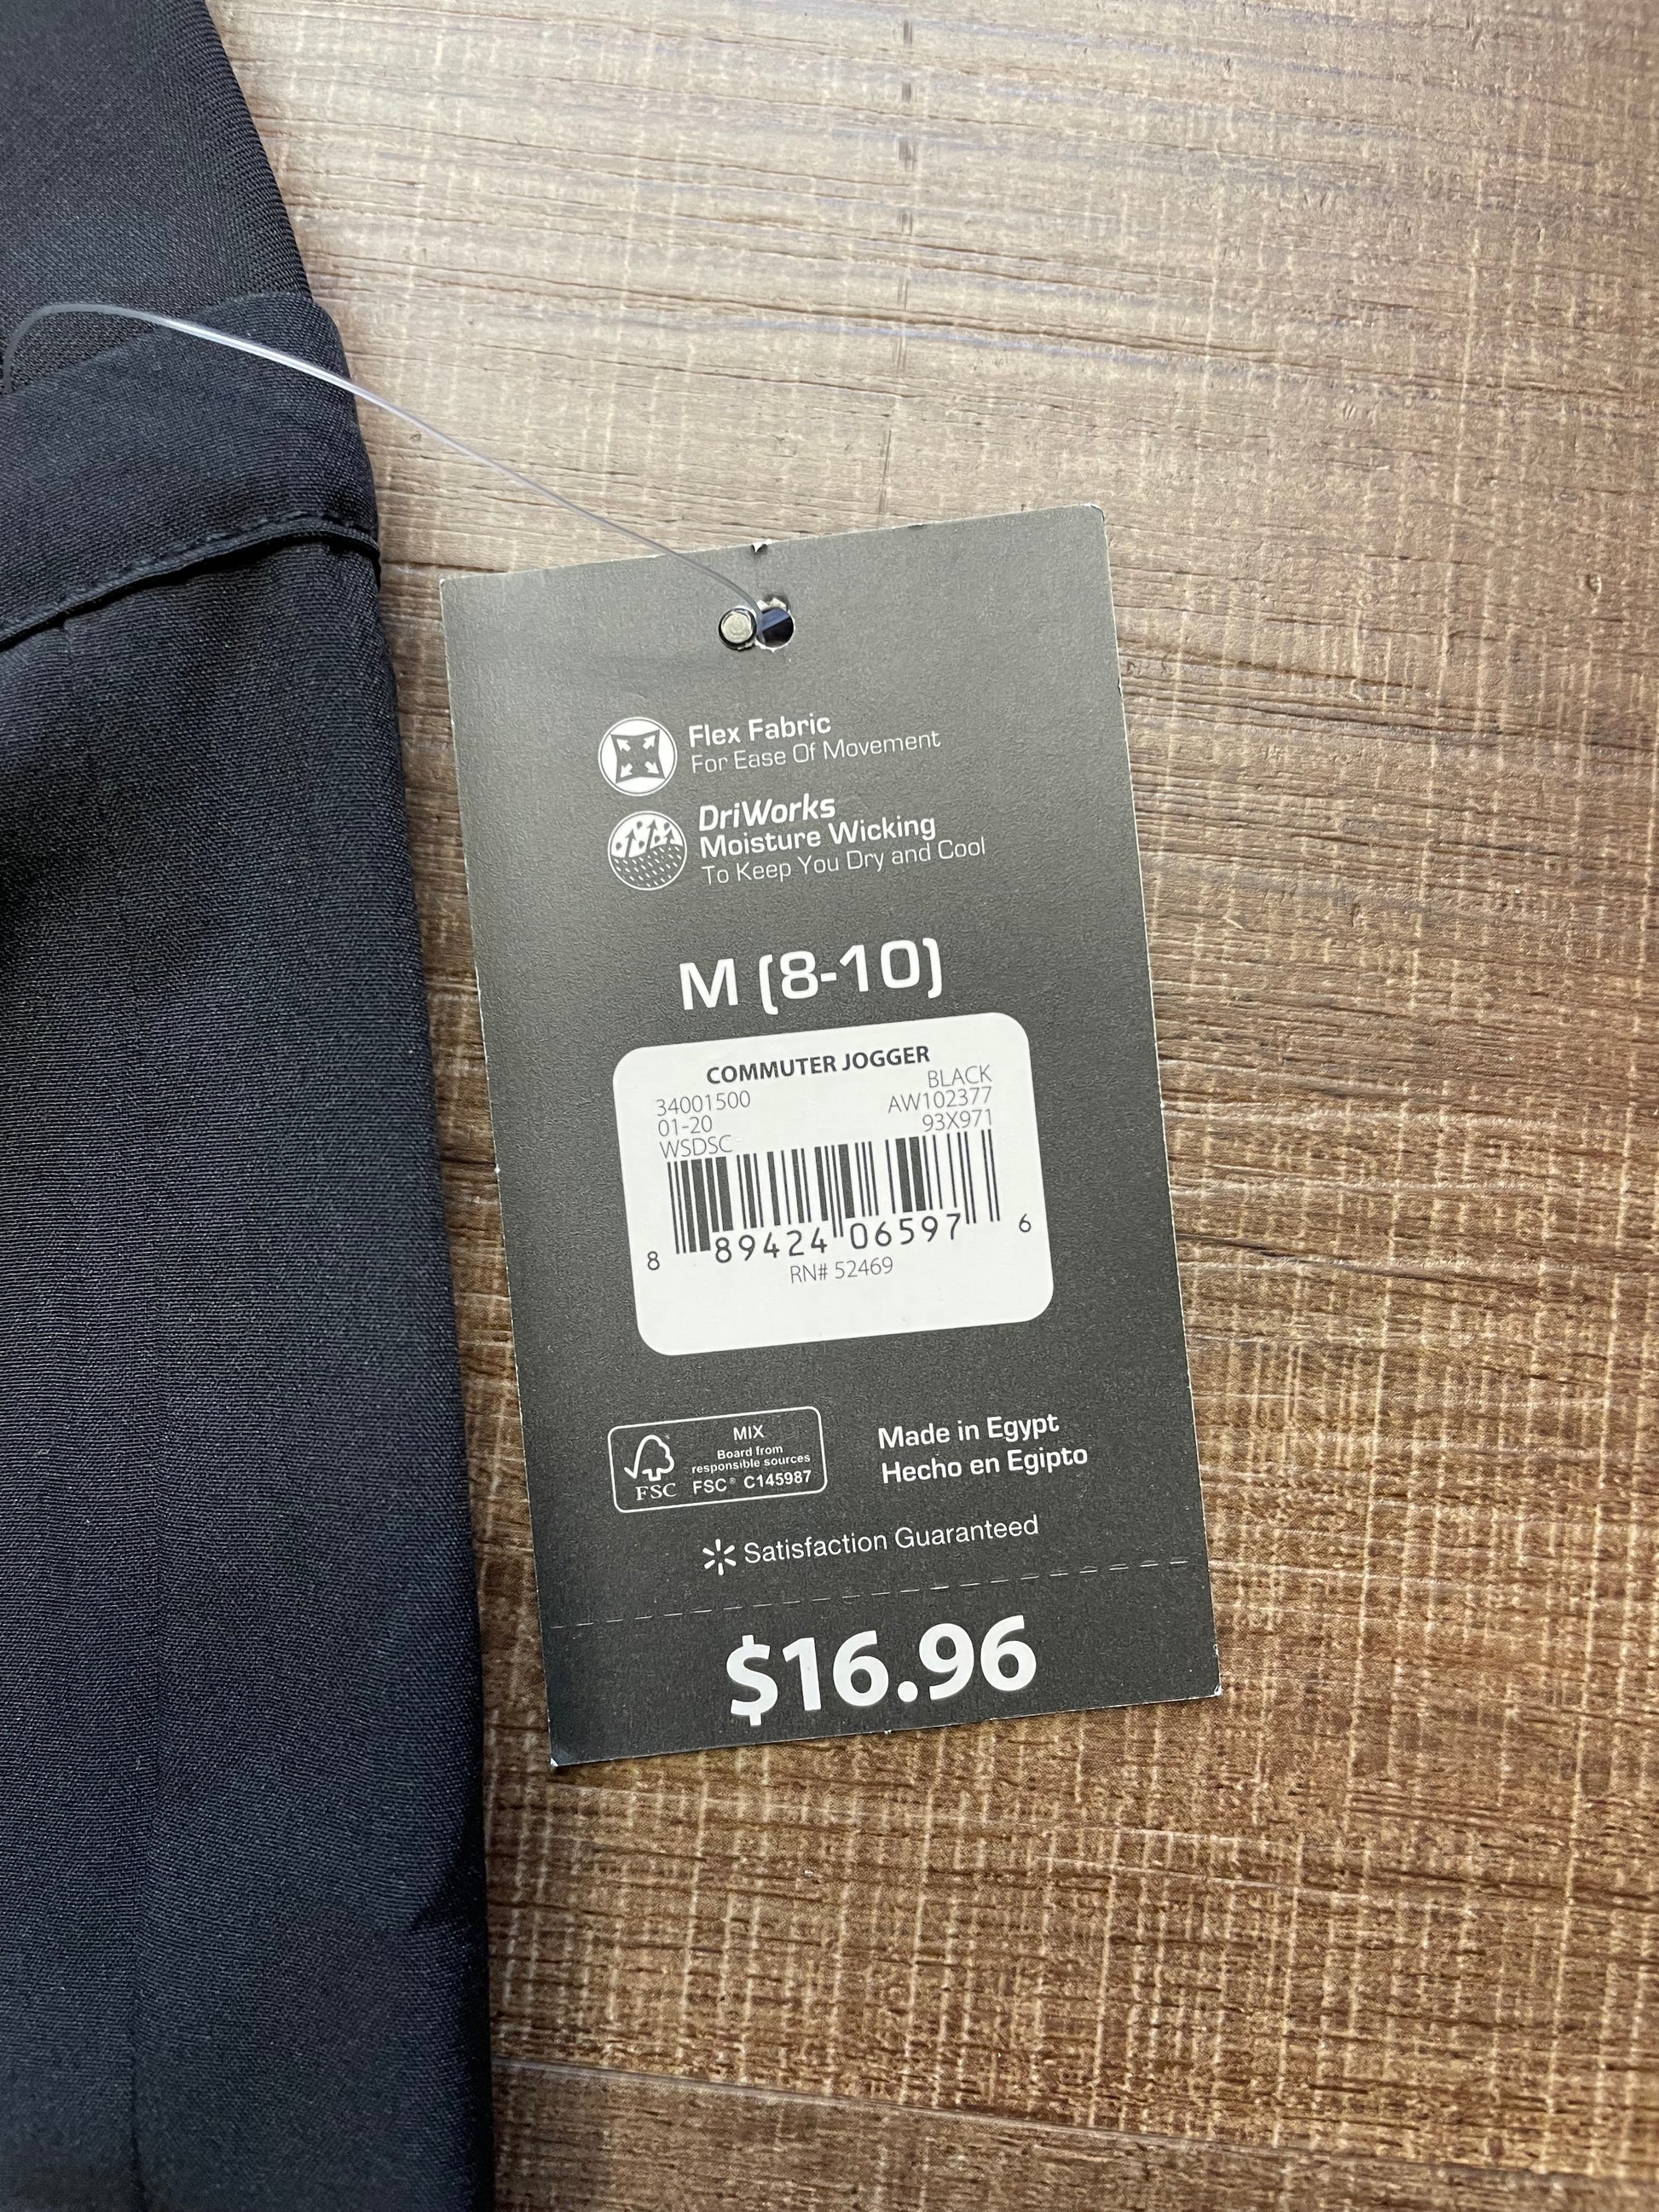 Flex Fabric
For Ease Of Movement
DriWorks
Moisture Wicking
To Keep You Dry and Cool
M (8-10)
COMMUTER JOGGER
BLACK
34001500 AW102377
01-20 93X971
WSDSC
8 89424 06597 6
RN# 52469
MIX
Board from
responsible sources
FSC FSC® C145987
Made in Egypt
Hecho en Egipto
Satisfaction Guaranteed
$16.96